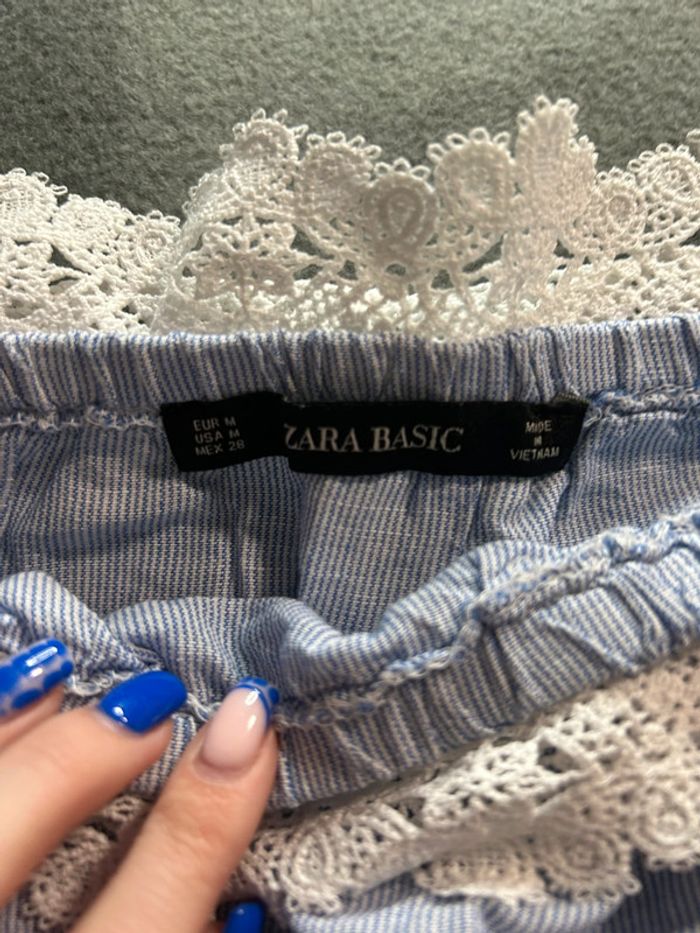 EUR M
USA M
MEX 28
ZARA BASIC
MADE
IN
VIETNAM